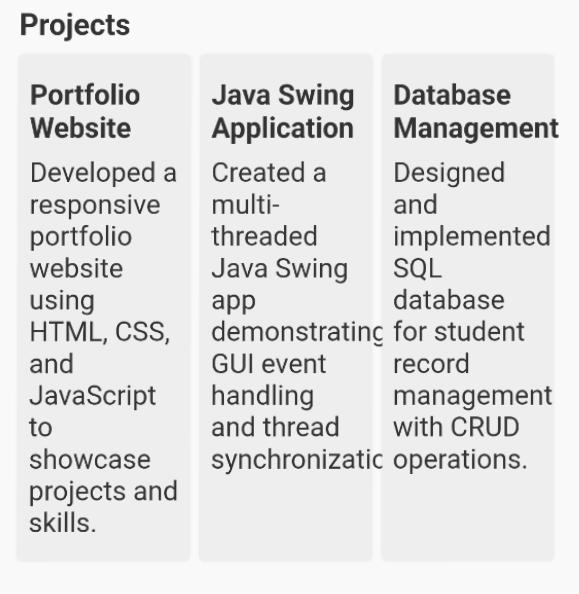 Projects
Portfolio
Website
Developed a
responsive
portfolio
website
using
HTML, CSS,
and
JavaScript
to
showcase
projects and
skills.
Java Swing
Application
Created a
multi-
threaded
Java Swing
app
demonstrating
GUI event
handling
and thread
synchronizatic
Database
Management
Designed
and
implemented
SQL
database
for student
record
management
with CRUD
operations.